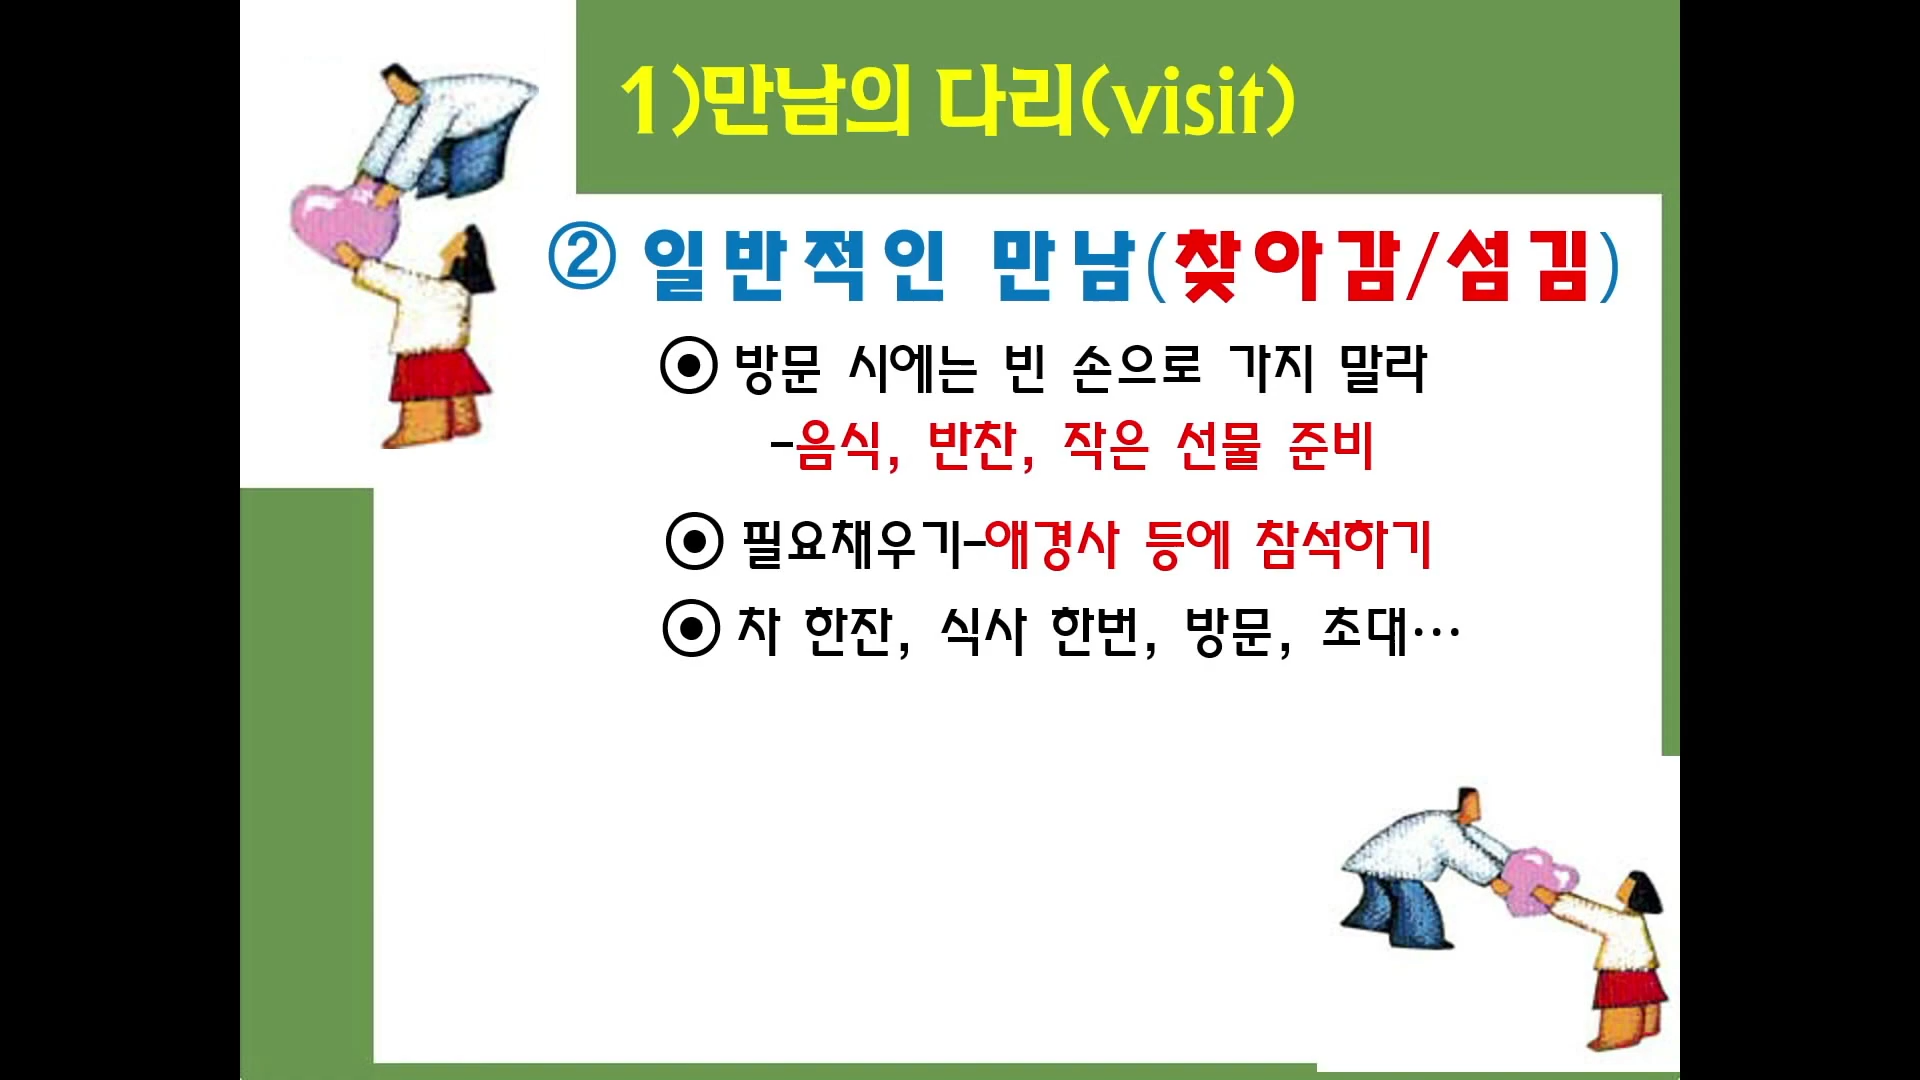 1)만남의 다리(visit)
② 일반적인 만남(찾아감/섬김)
⊙ 방문 시에는 빈 손으로 가지 말라
-음식, 반찬, 작은 선물 준비
⊙ 필요채우기-애경사 등에 참석하기
⊙ 차 한잔, 식사 한번, 방문, 초대…